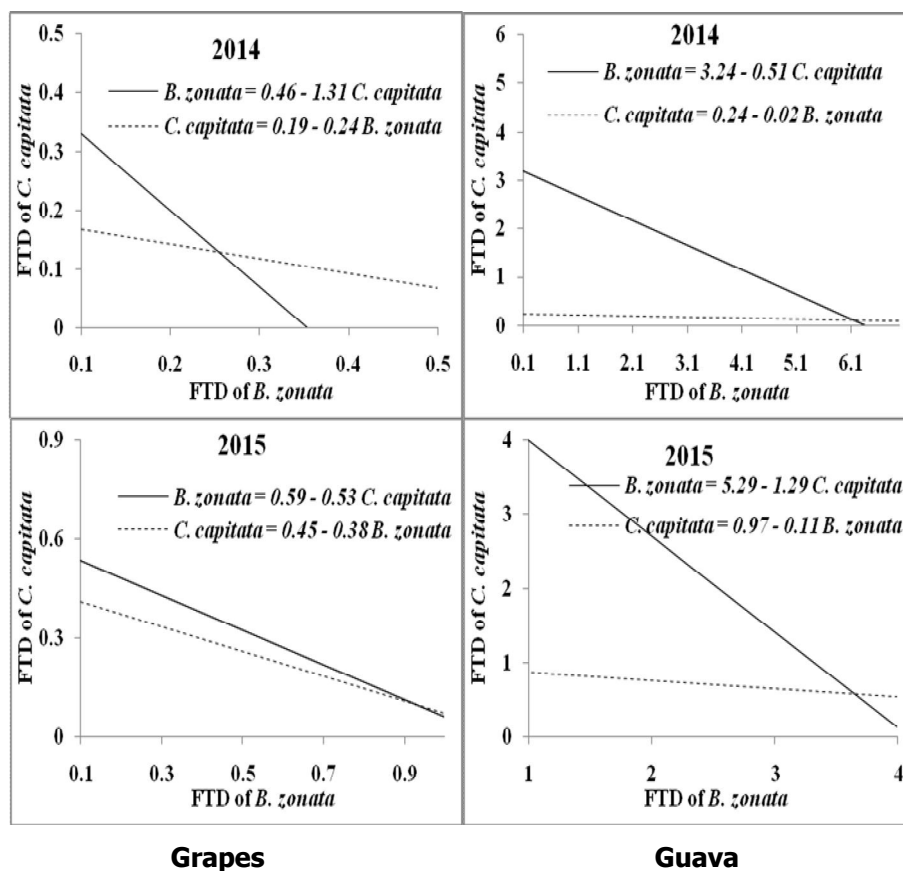 2014
B. zonata = 0.46 - 1.31 C. capitata
C. capitata = 0.19 - 0.24 B. zonata
FTD of C. capitata
0.5
0.4
0.3
0.2
0.1
0
0.1 0.2 0.3 0.4 0.5
FTD of B. zonata
2014
B. zonata = 3.24 - 0.51 C. capitata
C. capitata = 0.24 - 0.02 B. zonata
FTD of C. capitata
6
5
4
3
2
1
0
0.1 1.1 2.1 3.1 4.1 5.1 6.1
FTD of B. zonata
2015
B. zonata = 0.59 - 0.53 C. capitata
C. capitata = 0.45 - 0.38 B. zonata
FTD of C. capitata
0.9
0.6
0.3
0
0.1 0.3 0.5 0.7 0.9
FTD of B. zonata
2015
B. zonata = 5.29 - 1.29 C. capitata
C. capitata = 0.97 - 0.11 B. zonata
FTD of C. capitata
4
3
2
1
0
1 2 3 4
FTD of B. zonata
Grapes
Guava